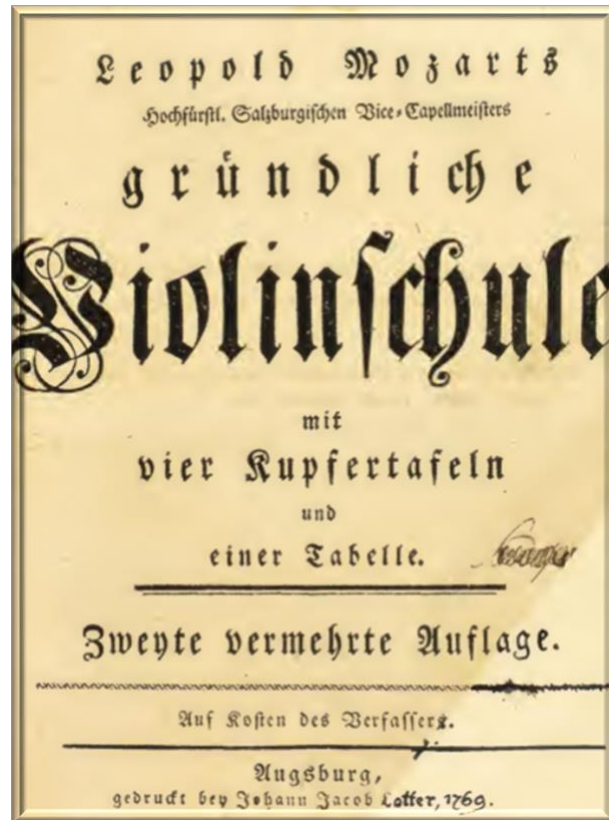 Leopold Mozarts
Hochfürstl. Salzburgischen Vice-Capellmeisters
gründliche
Violinschule
mit
vier Kupfertafeln
und
einer Tabelle.
Zweyte vermehrte Auflage.
Auf Kosten des Verfassers.
Augsburg,
gedruckt bey Johann Jacob Lotter, 1769.